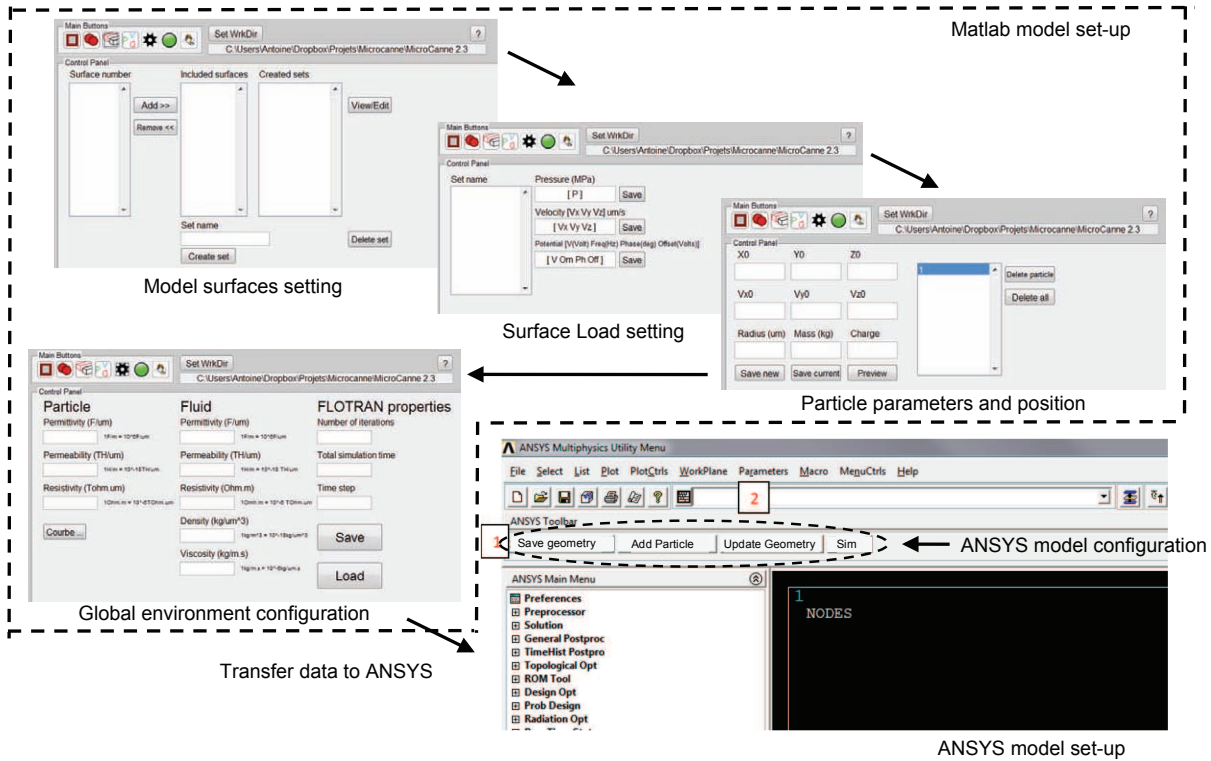 Matlab model set-up
Main Buttons
Set WrkDir
?
C:\Users\Antoine\Dropbox\Projets\Microcanne\MicroCanne 2.3
Control Panel
Surface number
Included surfaces
Created sets
Add >>
Remove <<
View/Edit
Set name
Delete set
Create set
Model surfaces setting
Main Buttons
Set WrkDir
?
C:\Users\Antoine\Dropbox\Projets\Microcanne\MicroCanne 2.3
Control Panel
Set name
Pressure (MPa)
[ P ]
Save
Velocity [Vx Vy Vz] um/s
[ Vx Vy Vz ]
Save
Potential [V(Volt) Freq(Hz) Phase(deg) Offset(Volts)]
[ V Om Ph Off ]
Save
Surface Load setting
Main Buttons
Set WrkDir
?
C:\Users\Antoine\Dropbox\Projets\Microcanne\MicroCanne 2.3
Control Panel
X0
Y0
Z0
1
Delete particle
Vx0
Vy0
Vz0
Delete all
Radius (um)
Mass (kg)
Charge
Save new
Save current
Preview
Particle parameters and position
Main Buttons
Set WrkDir
?
C:\Users\Antoine\Dropbox\Projets\Microcanne\MicroCanne 2.3
Control Panel
Particle
Fluid
FLOTRAN properties
Permittivity (F/um)
Permittivity (F/um)
Number of iterations
1F/m = 10^6F/um
Permeability (TH/um)
Permeability (TH/um)
Total simulation time
Resistivity (Tohm.um)
Resistivity (Ohm.m)
Time step
Courbe ...
Density (kg/um^3)
Save
Viscosity (kg/m.s)
Load
Global environment configuration
Transfer data to ANSYS
ANSYS Multiphysics Utility Menu
File Select List Plot PlotCtrls WorkPlane Parameters Macro MenuCtrls Help
2
ANSYS Toolbar
1
Save geometry
Add Particle
Update Geometry
Sim
ANSYS model configuration
ANSYS Main Menu
Preferences
Preprocessor
Solution
General Postproc
TimeHist Postpro
Topological Opt
ROM Tool
Design Opt
Prob Design
Radiation Opt
1
NODES
ANSYS model set-up